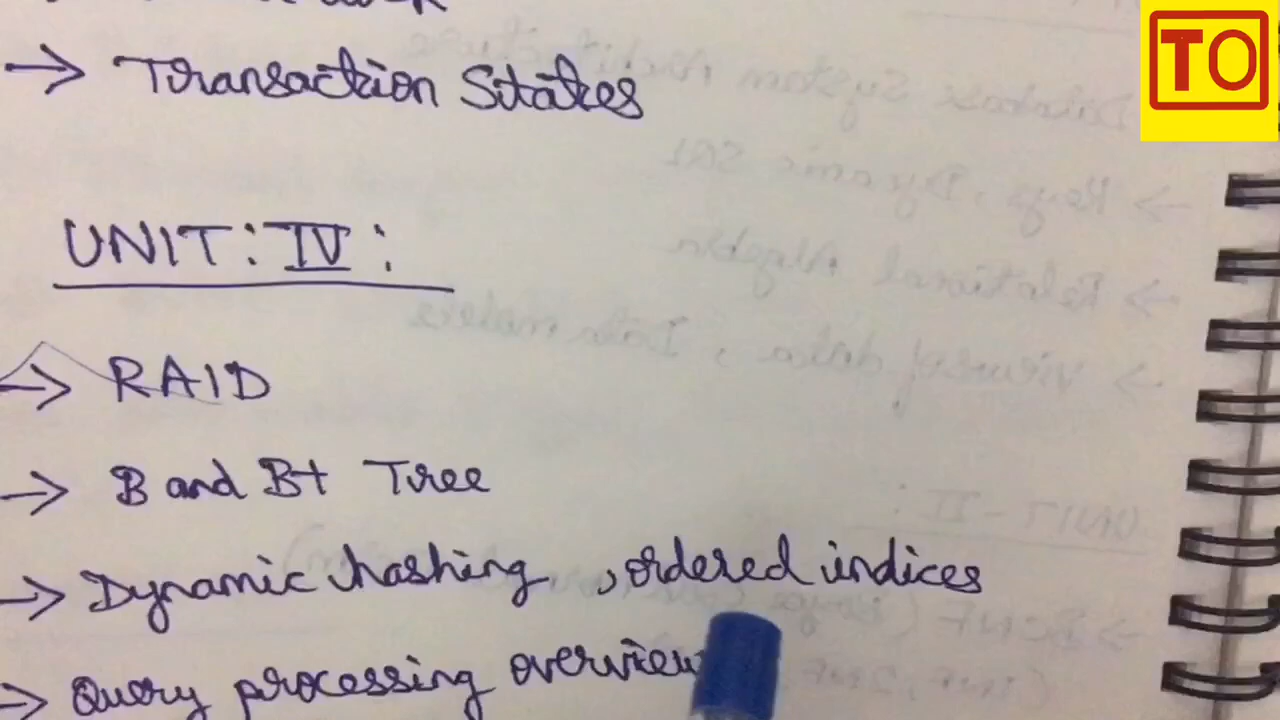 → Transaction States
TO
UNIT: IV:
→ RAID
→ B and B+ Tree
→ Dynamic hashing, ordered indices
→ Query processing overview